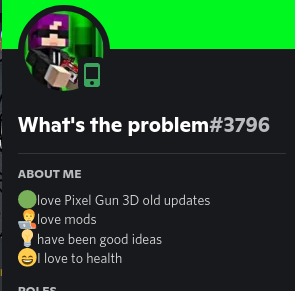 What's the problem#3796
ABOUT ME
🟢love Pixel Gun 3D old updates
🧑‍💻love mods
💡have been good ideas
😄I love to health
ROLES